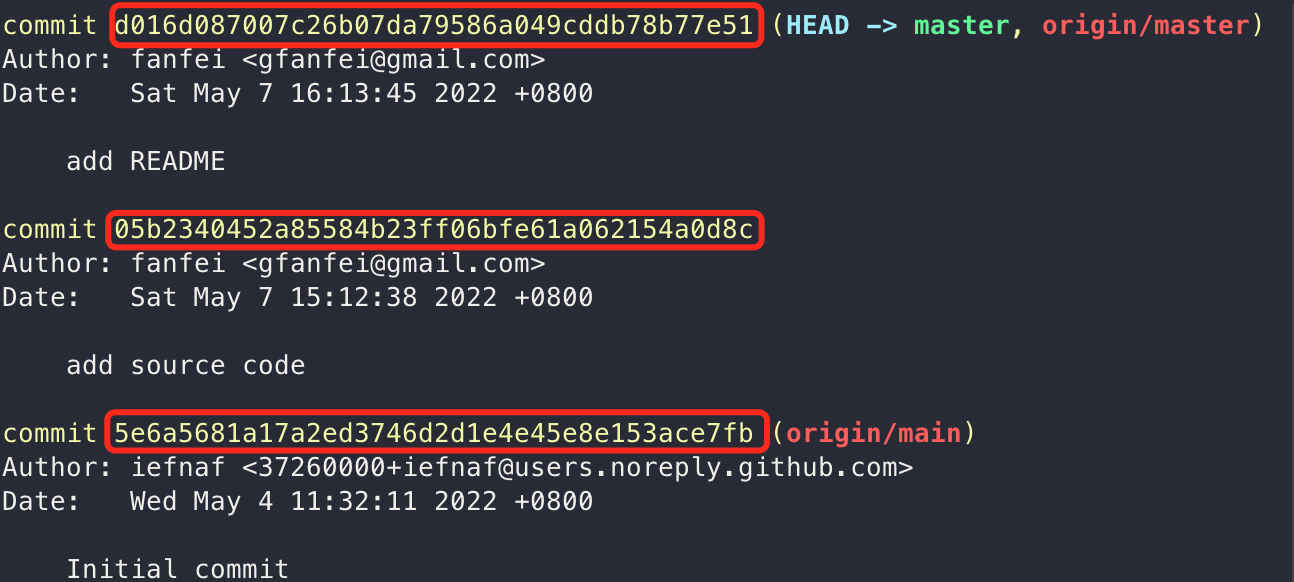 commit d016d087007c26b07da79586a049cddb78b77e51 (HEAD -> master, origin/master)
Author: fanfei <gfanfei@gmail.com>
Date:   Sat May 7 16:13:45 2022 +0800
    add README
commit 05b2340452a85584b23ff06bfe61a062154a0d8c
Author: fanfei <gfanfei@gmail.com>
Date:   Sat May 7 15:12:38 2022 +0800
    add source code
commit 5e6a5681a17a2ed3746d2d1e4e45e8e153ace7fb (origin/main)
Author: iefnaf <37260000+iefnaf@users.noreply.github.com>
Date:   Wed May 4 11:32:11 2022 +0800
    Initial commit